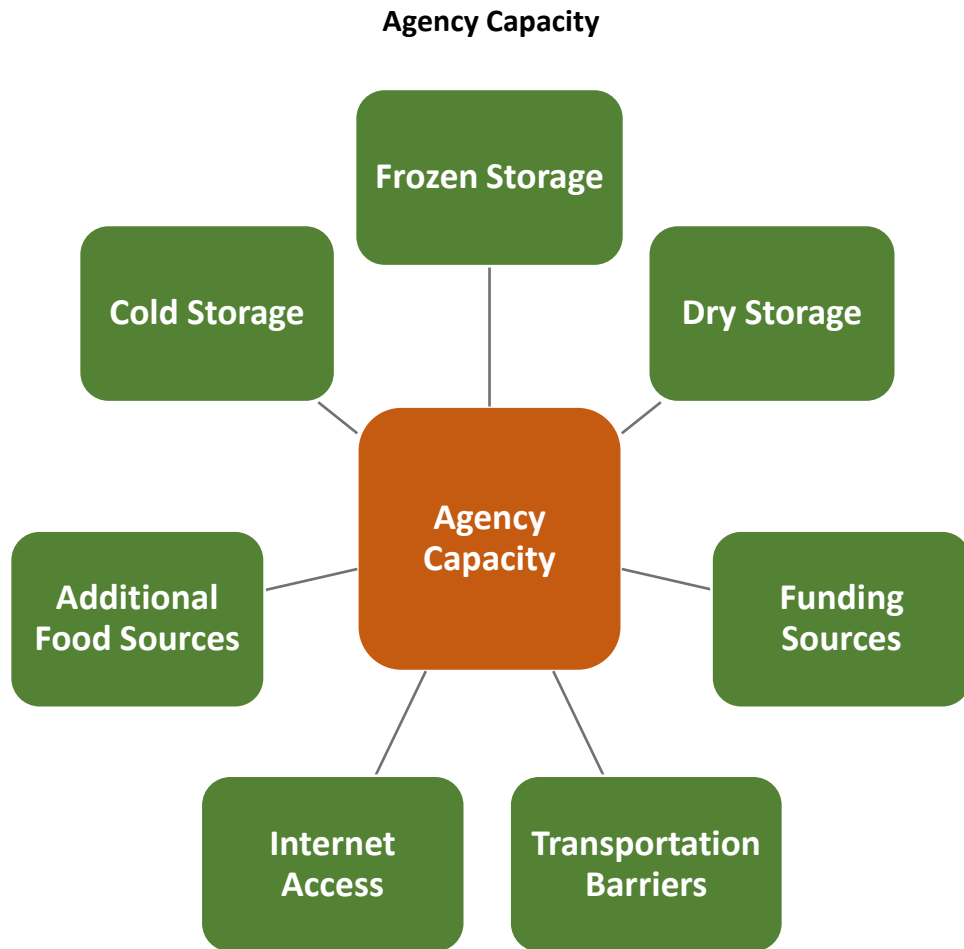 Agency Capacity
Frozen Storage
Cold Storage
Dry Storage
Agency
Capacity
Additional
Food Sources
Funding
Sources
Internet
Access
Transportation
Barriers